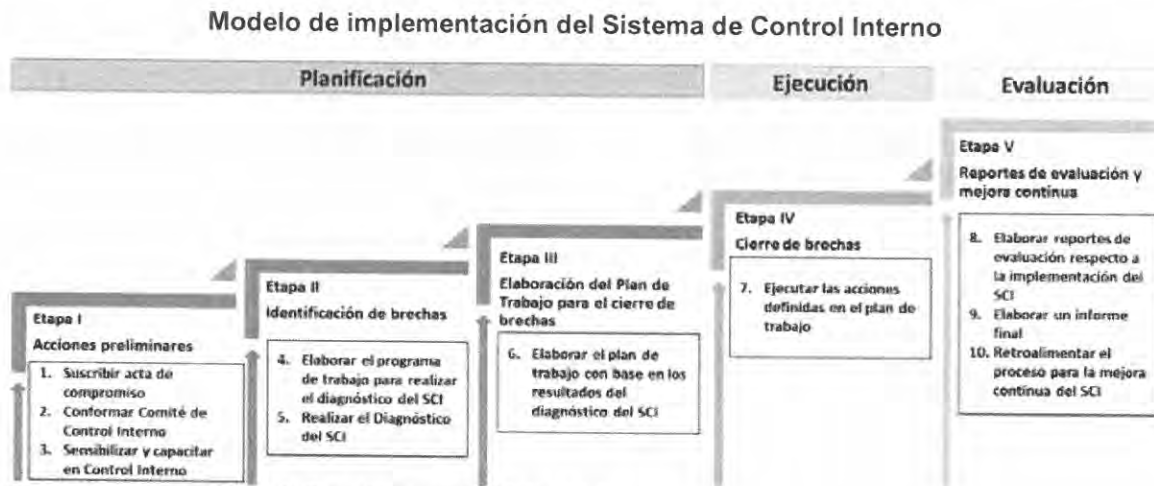 Modelo de implementación del Sistema de Control Interno
Planificación
Ejecución
Evaluación
Etapa I
Acciones preliminares
1. Suscribir acta de
compromiso
2. Conformar Comité de
Control Interno
3. Sensibilizar y capacitar
en Control Interno
Etapa II
Identificación de brechas
4. Elaborar el programa
de trabajo para realizar
el diagnóstico del SCI
5. Realizar el Diagnóstico
del SCI
Etapa III
Elaboración del Plan de
Trabajo para el cierre de
brechas
6. Elaborar el plan de
trabajo con base en los
resultados del
diagnóstico del SCI
Etapa IV
Cierre de brechas
7. Ejecutar las acciones
definidas en el plan de
trabajo
Etapa V
Reportes de evaluación y
mejora continua
8. Elaborar reportes de
evaluación respecto a
la implementación del
SCI
9. Elaborar un informe
final
10. Retroalimentar el
proceso para la mejora
continua del SCI